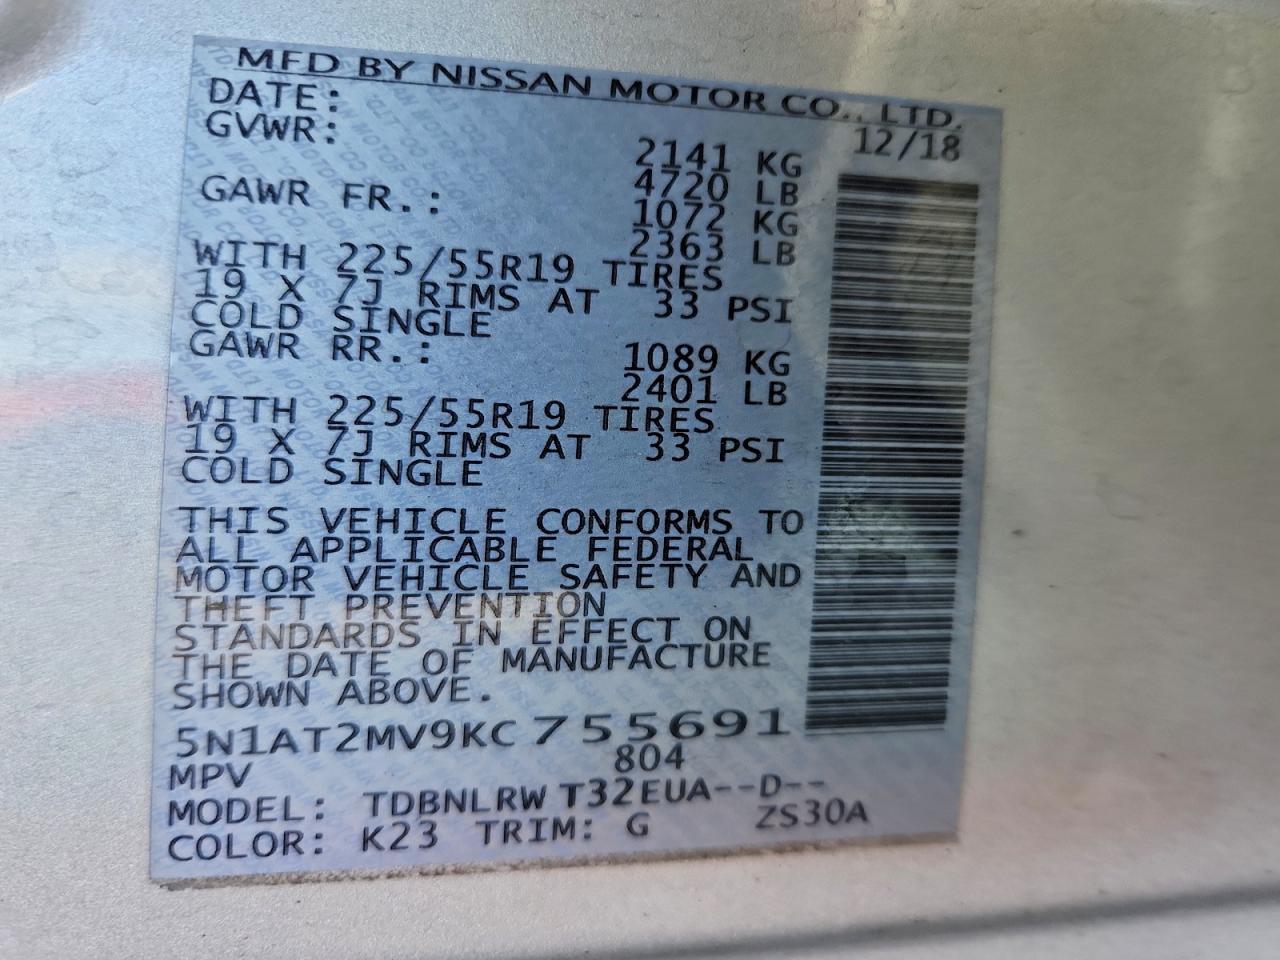 MFD BY NISSAN MOTOR CO., LTD.
DATE: 12/18
GVWR: 2141 KG
4720 LB
GAWR FR.: 1072 KG
2363 LB
WITH 225/55R19 TIRES
19 X 7J RIMS AT 33 PSI
COLD SINGLE
GAWR RR.: 1089 KG
2401 LB
WITH 225/55R19 TIRES
19 X 7J RIMS AT 33 PSI
COLD SINGLE
THIS VEHICLE CONFORMS TO
ALL APPLICABLE FEDERAL
MOTOR VEHICLE SAFETY AND
THEFT PREVENTION
STANDARDS IN EFFECT ON
THE DATE OF MANUFACTURE
SHOWN ABOVE.
5N1AT2MV9KC755691
MPV 804
MODEL: TDBNLRW T32EUA--D--
COLOR: K23 TRIM: G ZS30A